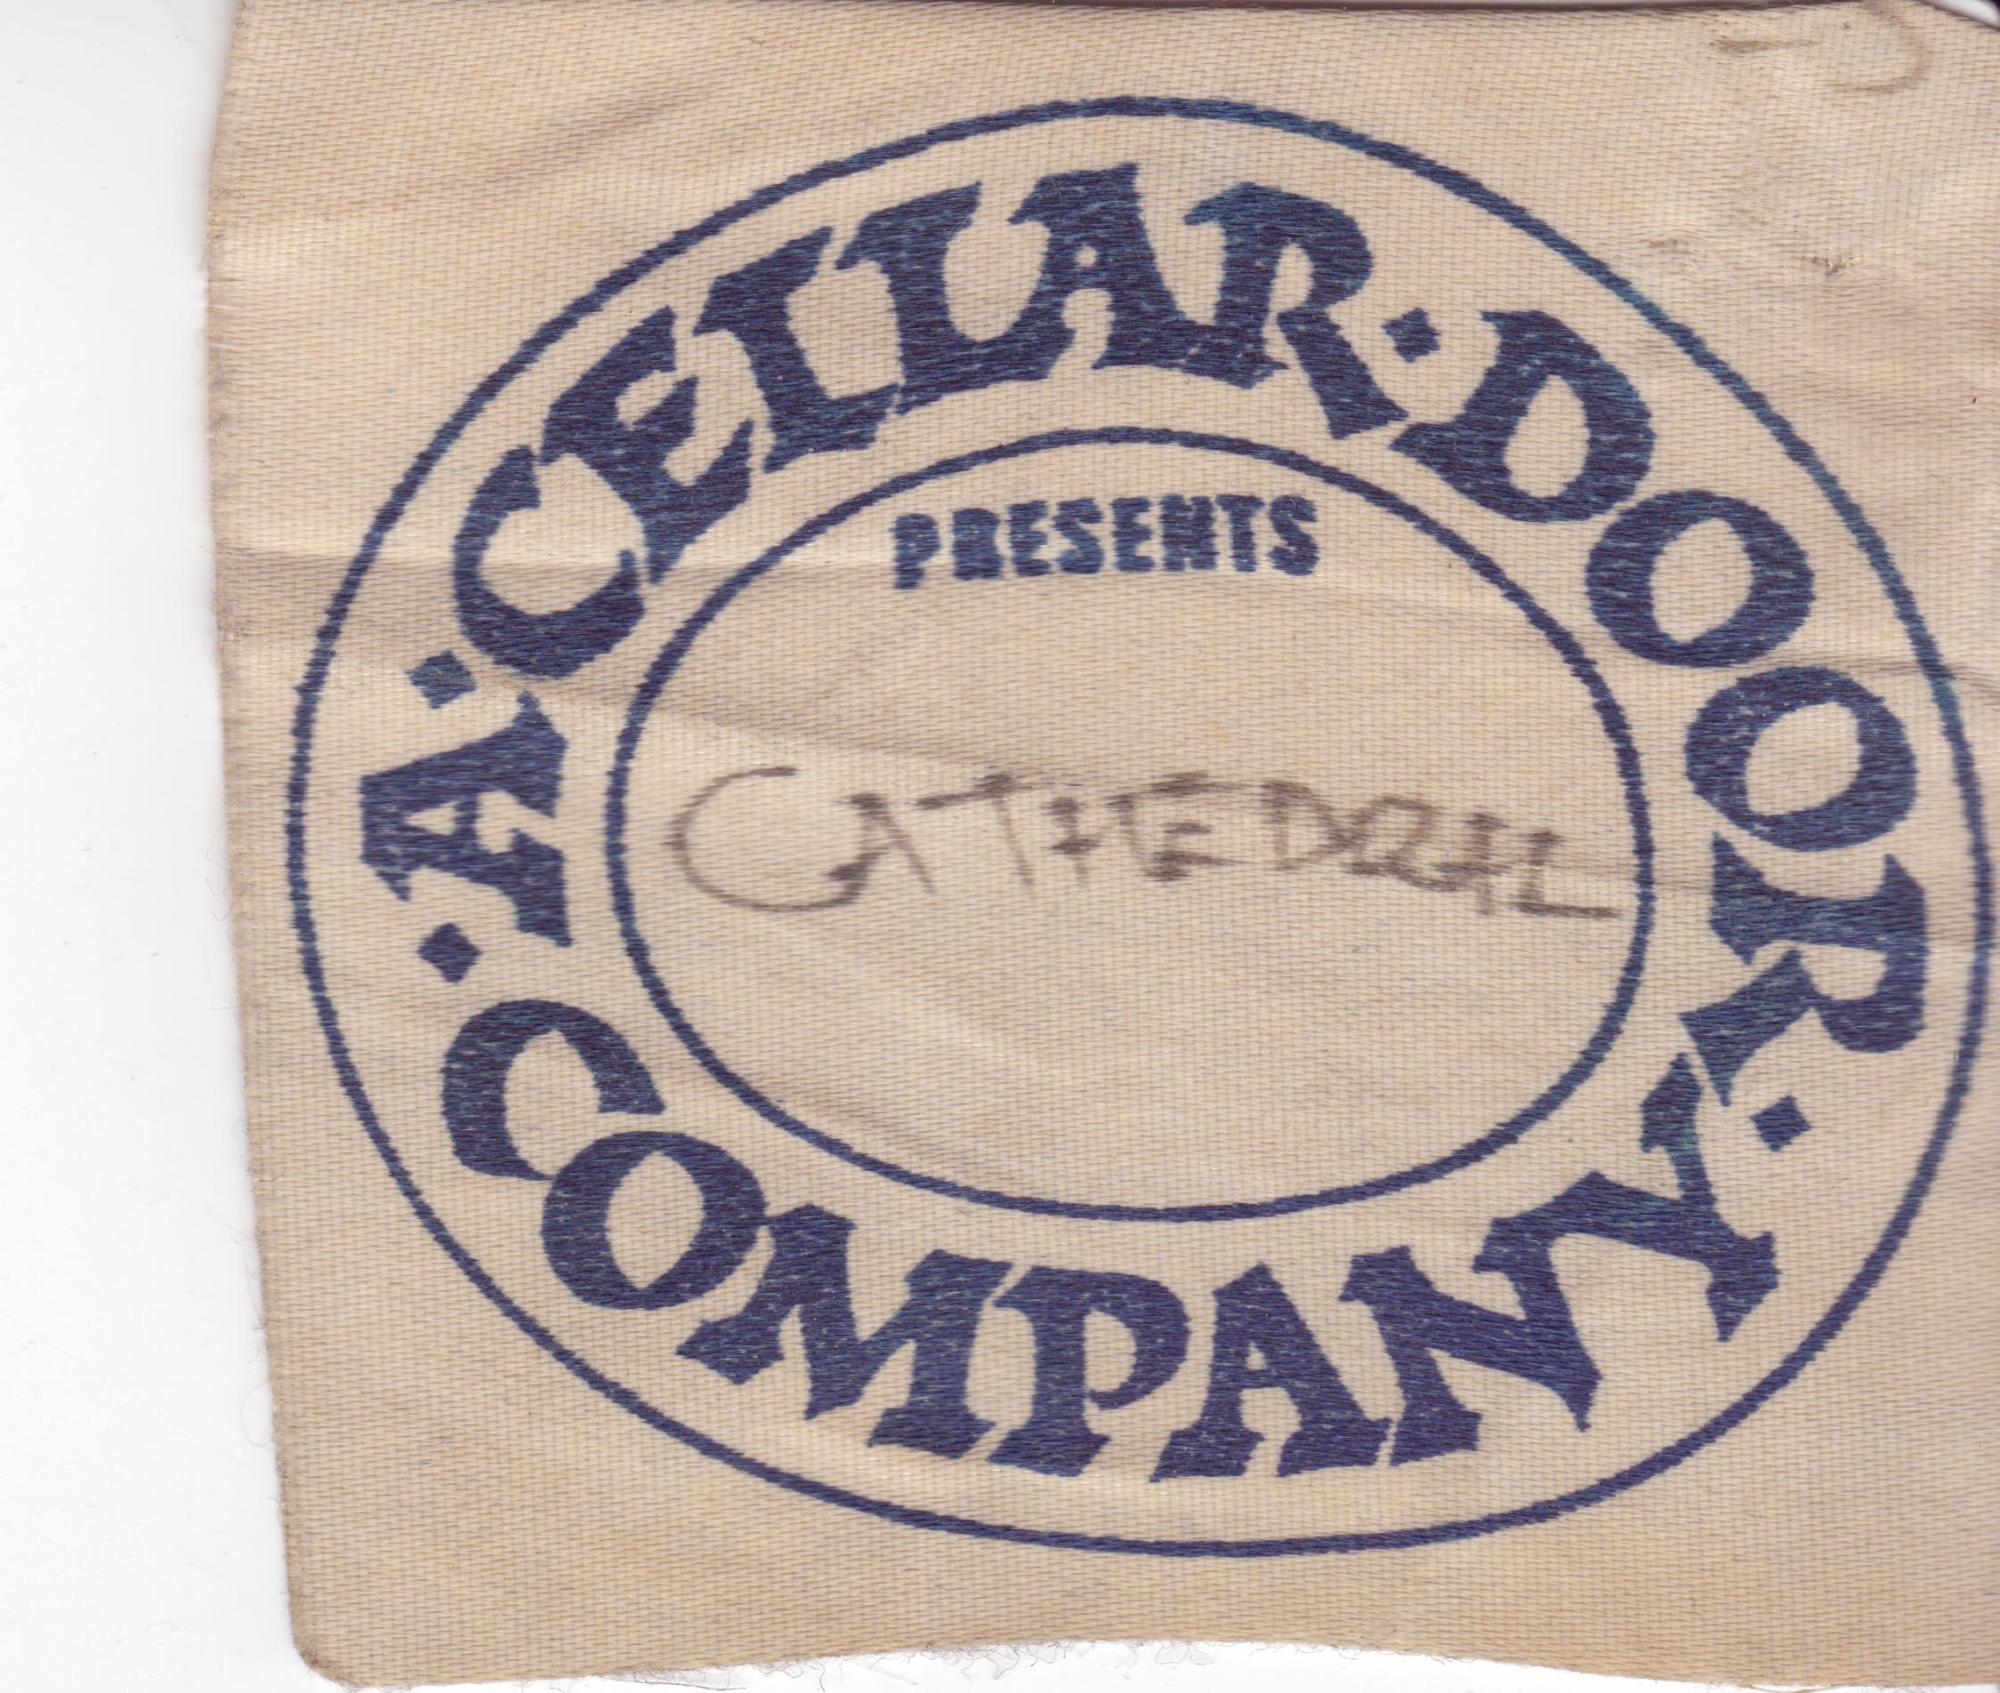 A·CELLAR·DOOR·
COMPANY·
PRESENTS
CATHEDRAL